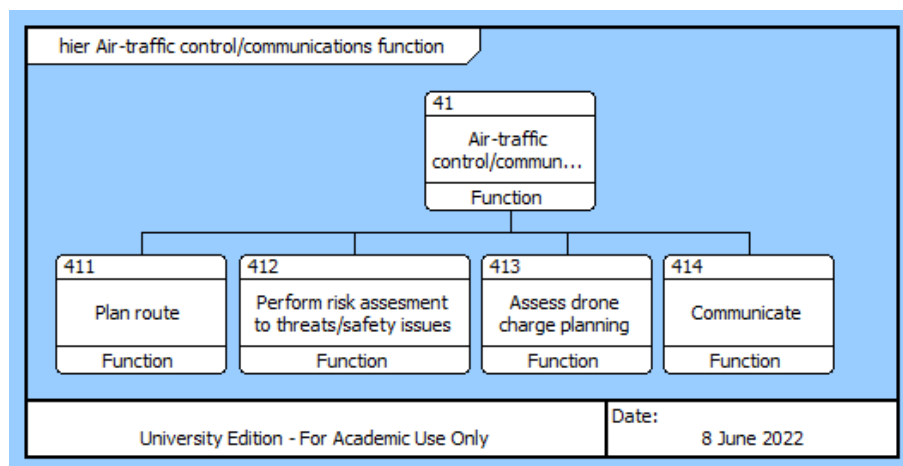 hier Air-traffic control/communications function
41
Air-traffic
control/commun...
Function
411
Plan route
Function
412
Perform risk assesment
to threats/safety issues
Function
413
Assess drone
charge planning
Function
414
Communicate
Function
University Edition - For Academic Use Only
Date:
8 June 2022